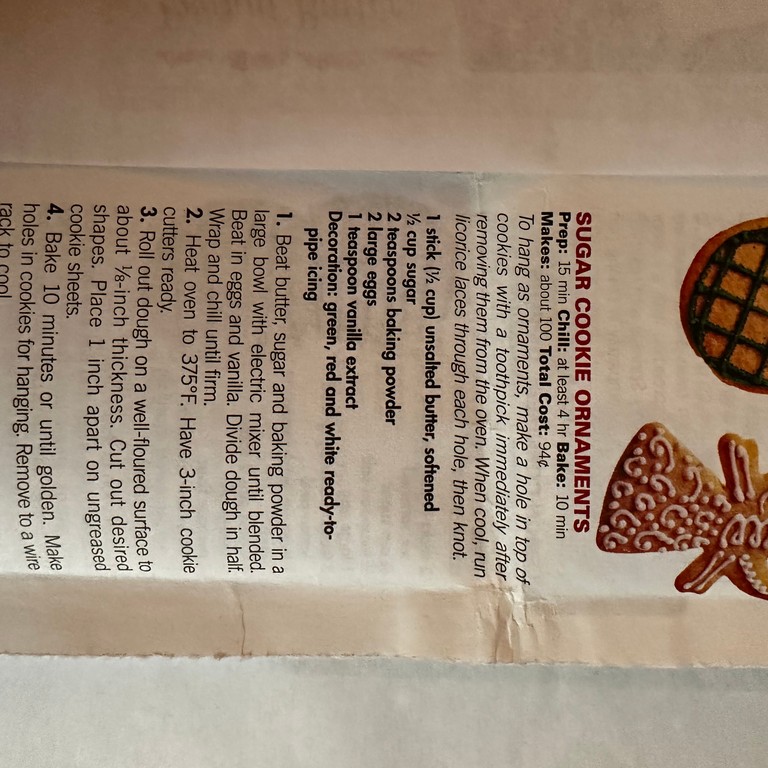 SUGAR COOKIE ORNAMENTS
Prep: 15 min Chill: at least 4 hr Bake: 10 min
Makes: about 100 Total Cost: 94¢
To hang as ornaments, make a hole in top of
cookies with a toothpick immediately after
removing them from the oven. When cool, run
licorice laces through each hole, then knot.
1 stick (½ cup) unsalted butter, softened
½ cup sugar
2 teaspoons baking powder
2 large eggs
1 teaspoon vanilla extract
Decoration: green, red and white ready-to-
pipe icing
1. Beat butter, sugar and baking powder in a
large bowl with electric mixer until blended.
Beat in eggs and vanilla. Divide dough in half.
Wrap and chill until firm.
2. Heat oven to 375°F. Have 3-inch cookie
cutters ready.
3. Roll out dough on a well-floured surface to
about ⅛-inch thickness. Cut out desired
shapes. Place 1 inch apart on ungreased
cookie sheets.
4. Bake 10 minutes or until golden. Make
holes in cookies for hanging. Remove to a wire
rack to cool